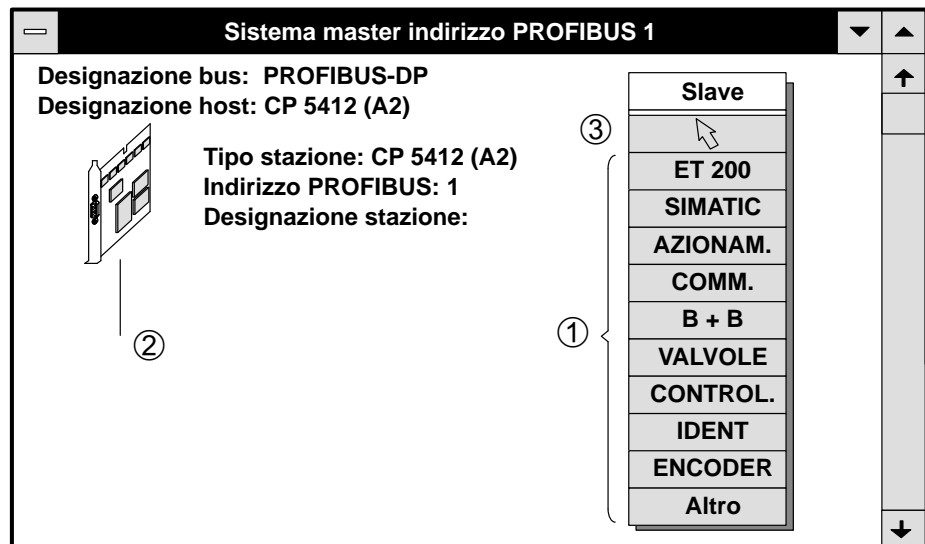 Sistema master indirizzo PROFIBUS 1
Designazione bus: PROFIBUS-DP
Designazione host: CP 5412 (A2)
Tipo stazione: CP 5412 (A2)
Indirizzo PROFIBUS: 1
Designazione stazione:
②
Slave
③
①
ET 200
SIMATIC
AZIONAM.
COMM.
B + B
VALVOLE
CONTROL.
IDENT
ENCODER
Altro